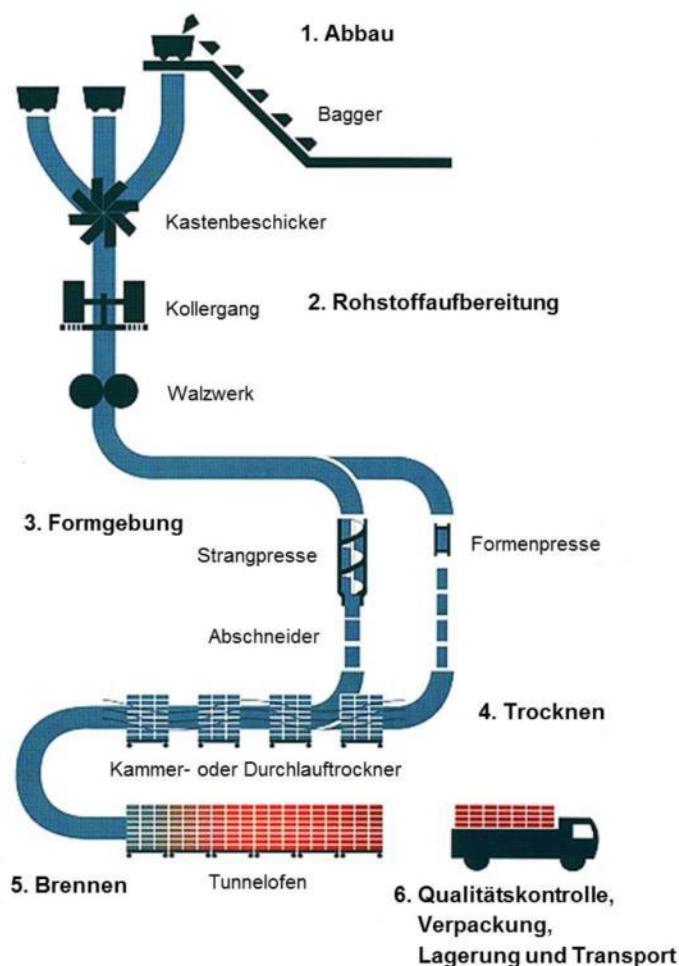 1. Abbau
Bagger
Kastenbeschicker
Kollergang
2. Rohstoffaufbereitung
Walzwerk
3. Formgebung
Strangpresse
Formenpresse
Abschneider
4. Trocknen
Kammer- oder Durchlauftrockner
5. Brennen
Tunnelofen
6. Qualitätskontrolle,
Verpackung,
Lagerung und Transport